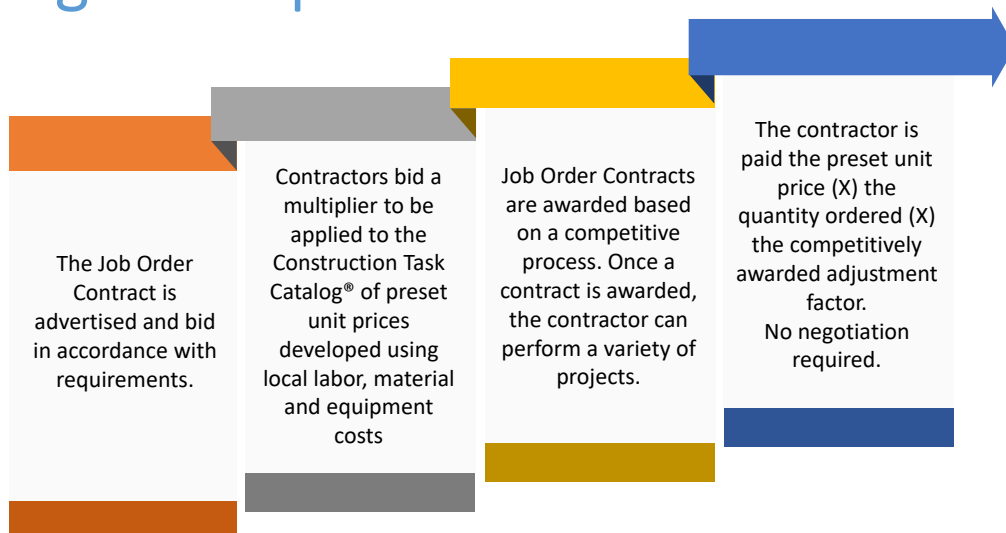 The Job Order
Contract is
advertised and bid
in accordance with
requirements.
Contractors bid a
multiplier to be
applied to the
Construction Task
Catalog® of preset
unit prices
developed using
local labor, material
and equipment
costs
Job Order Contracts
are awarded based
on a competitive
process. Once a
contract is awarded,
the contractor can
perform a variety of
projects.
The contractor is
paid the preset unit
price (X) the
quantity ordered (X)
the competitively
awarded adjustment
factor.
No negotiation
required.